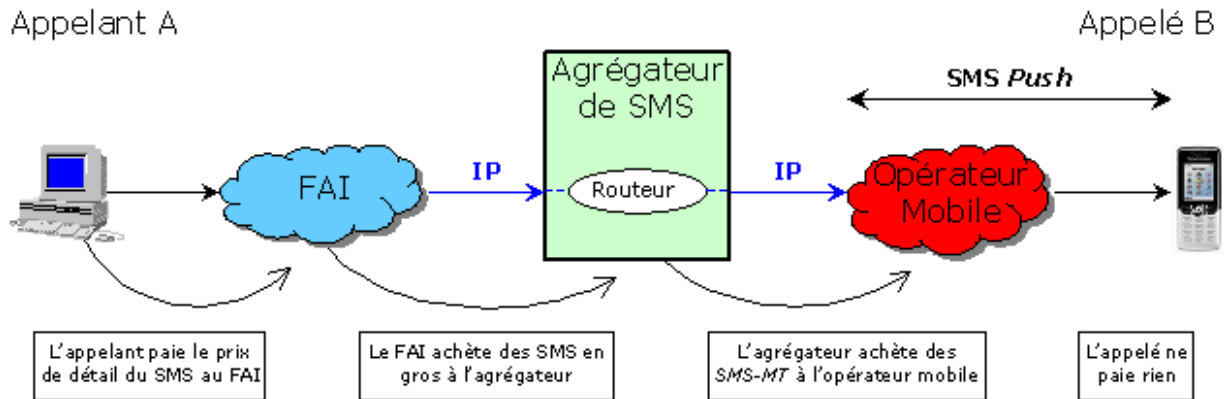 Appelant A
Appelé B
Agrégateur
de SMS
SMS Push
IP
IP
FAI
Routeur
Opérateur
Mobile
L'appelant paie le prix
de détail du SMS au FAI
Le FAI achète des SMS en
gros à l'agrégateur
L'agrégateur achète des
SMS-MT à l'opérateur mobile
L'appelé ne
paie rien